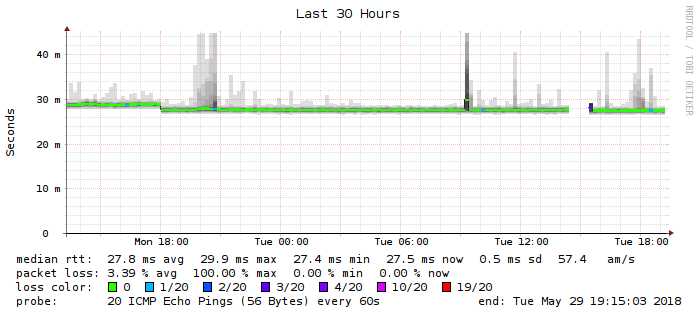 Last 30 Hours
RRDTOOL / TOBI OETIKER
Seconds
40 m
30 m
20 m
10 m
0
Mon 18:00 Tue 00:00 Tue 06:00 Tue 12:00 Tue 18:00
median rtt: 27.8 ms avg 29.9 ms max 27.4 ms min 27.5 ms now 0.5 ms sd 57.4 am/s
packet loss: 3.39 % avg 100.00 % max 0.00 % min 0.00 % now
loss color: 0 1/20 2/20 3/20 4/20 10/20 19/20
probe: 20 ICMP Echo Pings (56 Bytes) every 60s end: Tue May 29 19:15:03 2018